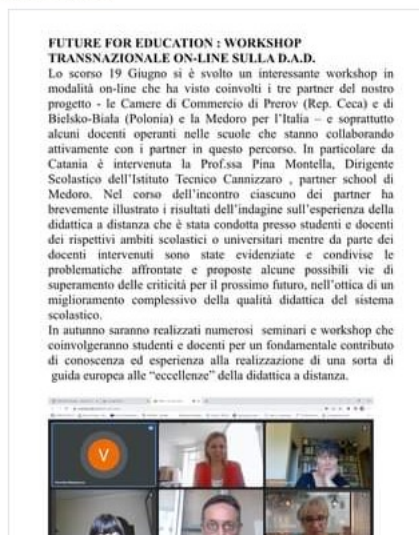 FUTURE FOR EDUCATION : WORKSHOP
TRANSNAZIONALE ON-LINE SULLA D.A.D.
Lo scorso 19 Giugno si è svolto un interessante workshop in
modalità on-line che ha visto coinvolti i tre partner del nostro
progetto - le Camere di Commercio di Prerov (Rep. Ceca) e di
Bielsko-Biala (Polonia) e la Medoro per l'Italia – e soprattutto
alcuni docenti operanti nelle scuole che stanno collaborando
attivamente con i partner in questo percorso. In particolare da
Catania è intervenuta la Prof.ssa Pina Montella, Dirigente
Scolastico dell'Istituto Tecnico Cannizzaro , partner school di
Medoro. Nel corso dell'incontro ciascuno dei partner ha
brevemente illustrato i risultati dell'indagine sull'esperienza della
didattica a distanza che è stata condotta presso studenti e docenti
dei rispettivi ambiti scolastici o universitari mentre da parte dei
docenti intervenuti sono state evidenziate e condivise le
problematiche affrontate e proposte alcune possibili vie di
superamento delle criticità per il prossimo futuro, nell'ottica di un
miglioramento complessivo della qualità didattica del sistema
scolastico.
In autunno saranno realizzati numerosi seminari e workshop che
coinvolgeranno studenti e docenti per un fondamentale contributo
di conoscenza ed esperienza alla realizzazione di una sorta di
guida europea alle “eccellenze” della didattica a distanza.
V